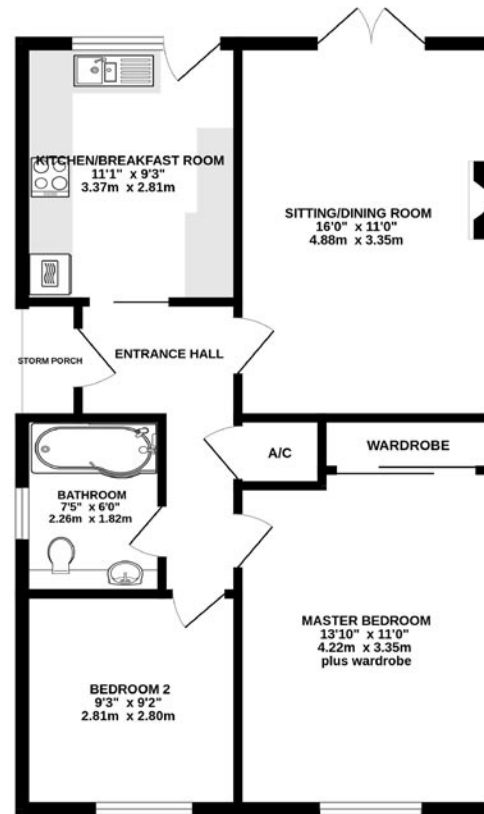 KITCHEN/BREAKFAST ROOM
11'1" x 9'3"
3.37m x 2.81m
SITTING/DINING ROOM
16'0" x 11'0"
4.88m x 3.35m
STORM PORCH
ENTRANCE HALL
A/C
WARDROBE
BATHROOM
7'5" x 6'0"
2.26m x 1.82m
MASTER BEDROOM
13'10" x 11'0"
4.22m x 3.35m
plus wardrobe
BEDROOM 2
9'3" x 9'2"
2.81m x 2.80m